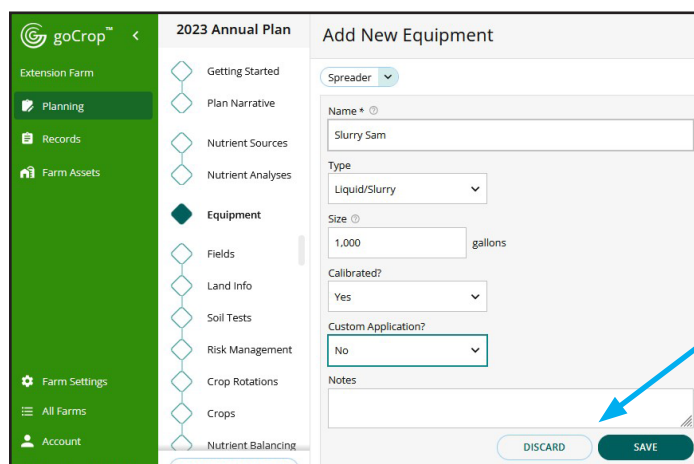 goCrop™
Extension Farm
Planning
Records
Farm Assets
Farm Settings
All Farms
Account
2023 Annual Plan
Getting Started
Plan Narrative
Nutrient Sources
Nutrient Analyses
Equipment
Fields
Land Info
Soil Tests
Risk Management
Crop Rotations
Crops
Nutrient Balancing
Add New Equipment
Spreader
Name *
Slurry Sam
Type
Liquid/Slurry
Size
1,000 gallons
Calibrated?
Yes
Custom Application?
No
Notes
DISCARD SAVE